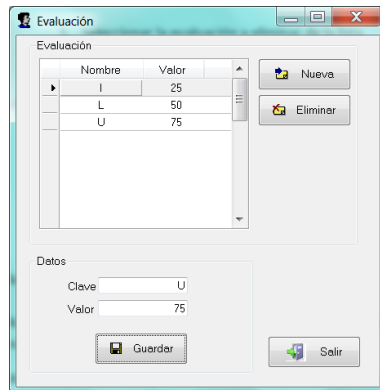 Evaluación
Evaluación
Nombre Valor
I 25
L 50
U 75
Nueva
Eliminar
Datos
Clave U
Valor 75
Guardar
Salir